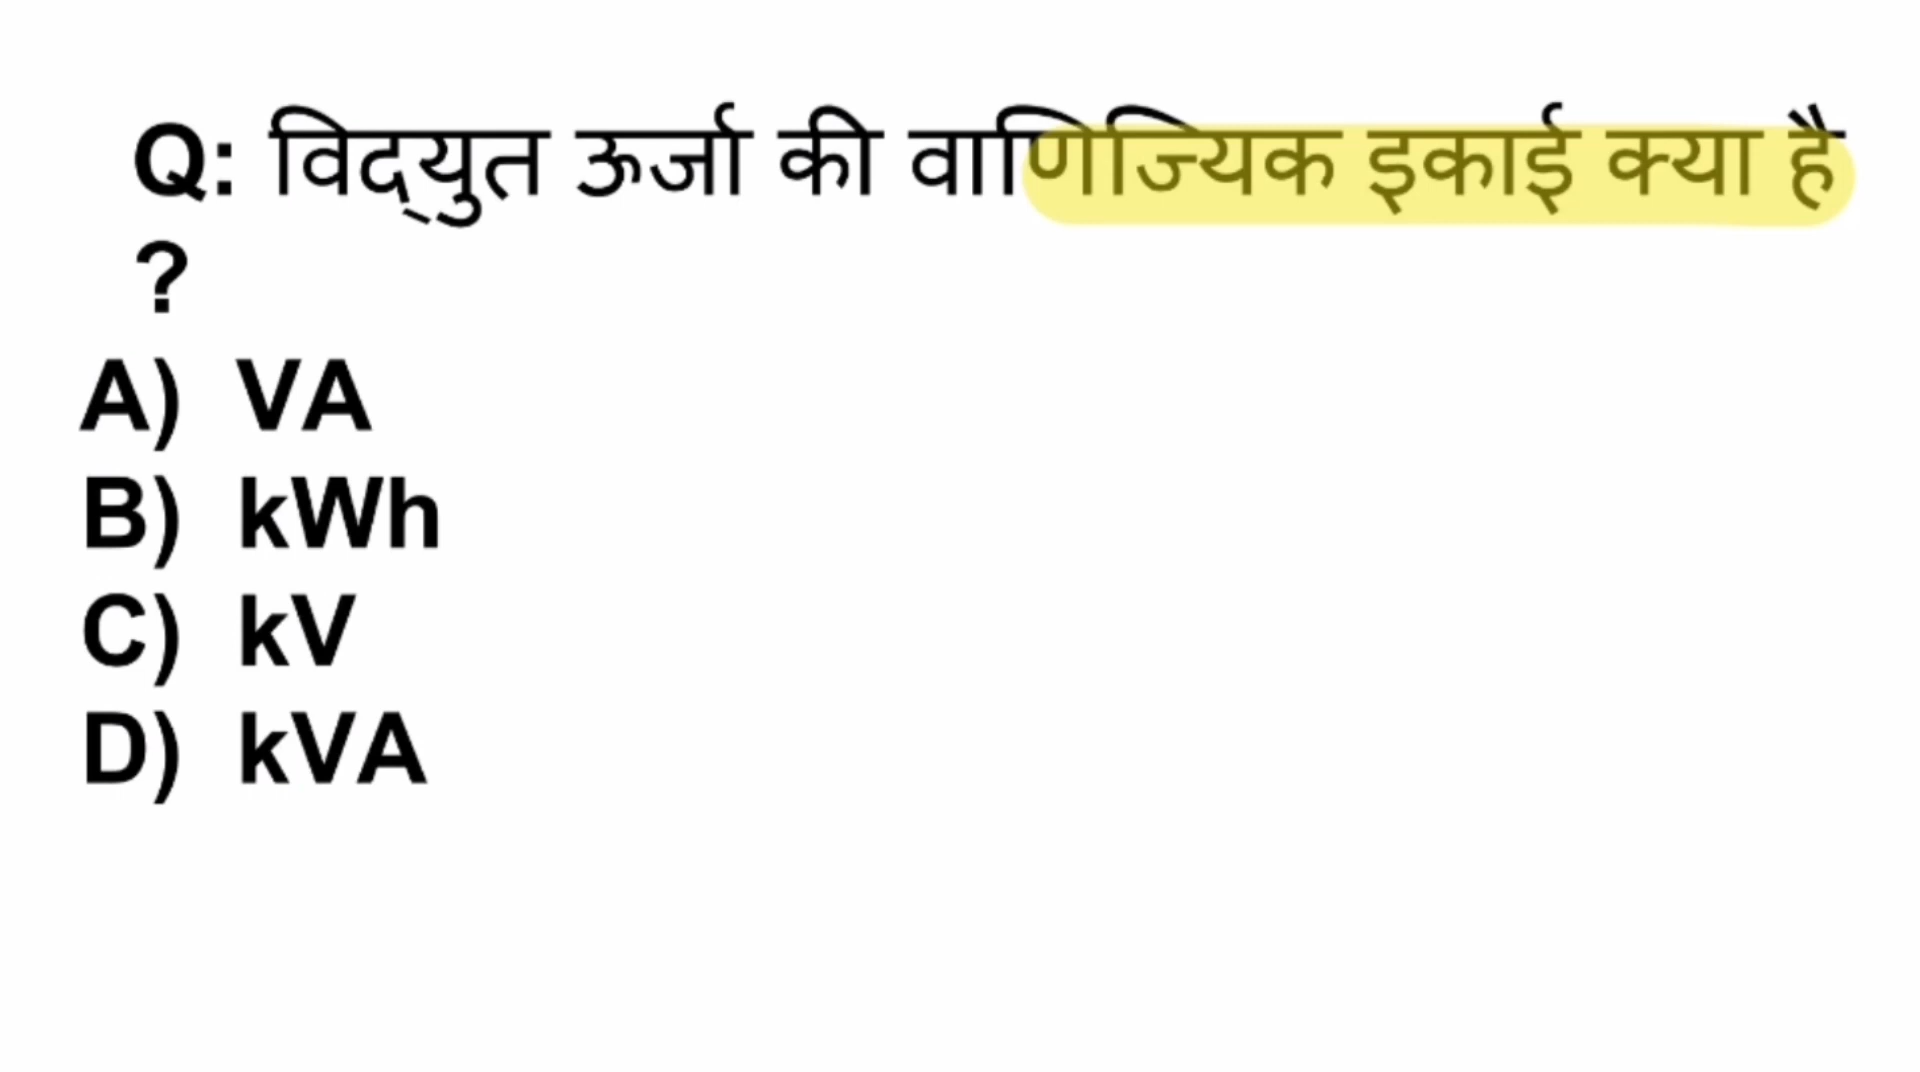 Q: विद्‌युत ऊर्जा की वाणिज्यिक इकाई क्या है
?
A) VA
B) kWh
C) kV
D) kVA